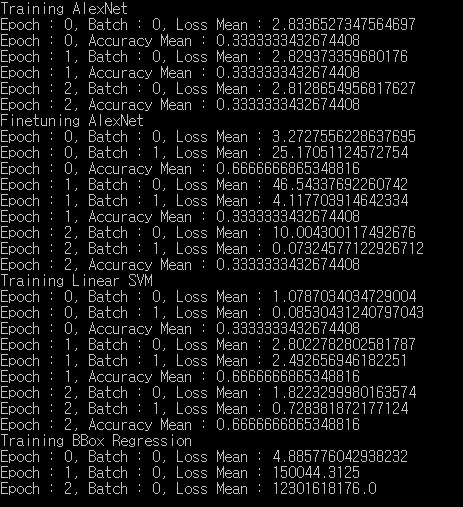 Training AlexNet
Epoch : 0, Batch : 0, Loss Mean : 2.8336527347564697
Epoch : 0, Accuracy Mean : 0.3333333432674408
Epoch : 1, Batch : 0, Loss Mean : 2.829373359680176
Epoch : 1, Accuracy Mean : 0.3333333432674408
Epoch : 2, Batch : 0, Loss Mean : 2.8128654956817627
Epoch : 2, Accuracy Mean : 0.3333333432674408
Finetuning AlexNet
Epoch : 0, Batch : 0, Loss Mean : 3.2727556228637695
Epoch : 0, Batch : 1, Loss Mean : 25.17051124572754
Epoch : 0, Accuracy Mean : 0.6666666865348816
Epoch : 1, Batch : 0, Loss Mean : 46.54337692260742
Epoch : 1, Batch : 1, Loss Mean : 4.117703914642334
Epoch : 1, Accuracy Mean : 0.3333333432674408
Epoch : 2, Batch : 0, Loss Mean : 10.004300117492676
Epoch : 2, Batch : 1, Loss Mean : 0.07324577122926712
Epoch : 2, Accuracy Mean : 0.3333333432674408
Training Linear SVM
Epoch : 0, Batch : 0, Loss Mean : 1.0787034034729004
Epoch : 0, Batch : 1, Loss Mean : 0.08530431240797043
Epoch : 0, Accuracy Mean : 0.3333333432674408
Epoch : 1, Batch : 0, Loss Mean : 2.8022782802581787
Epoch : 1, Batch : 1, Loss Mean : 2.492656946182251
Epoch : 1, Accuracy Mean : 0.6666666865348816
Epoch : 2, Batch : 0, Loss Mean : 1.8223299980163574
Epoch : 2, Batch : 1, Loss Mean : 0.728381872177124
Epoch : 2, Accuracy Mean : 0.6666666865348816
Training BBox Regression
Epoch : 0, Batch : 0, Loss Mean : 4.885776042938232
Epoch : 1, Batch : 0, Loss Mean : 150044.3125
Epoch : 2, Batch : 0, Loss Mean : 12301618176.0